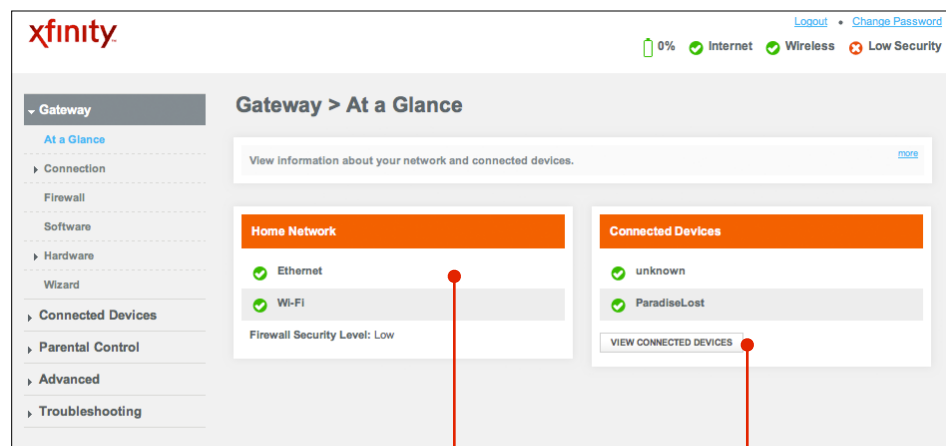 xfinity
Logout • Change Password
0% Internet Wireless Low Security
Gateway
At a Glance
Connection
Firewall
Software
Hardware
Wizard
Connected Devices
Parental Control
Advanced
Troubleshooting
Gateway > At a Glance
View information about your network and connected devices.
more
Home Network
Ethernet
Wi-Fi
Firewall Security Level: Low
Connected Devices
unknown
ParadiseLost
VIEW CONNECTED DEVICES